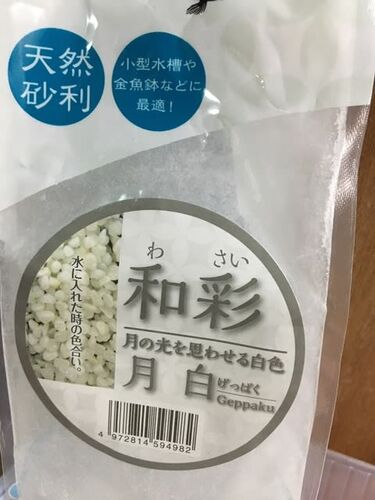 天然
砂利
小型水槽や
金魚鉢などに
最適！
わ さい
和彩
水に入れた時の色合い。
月の光を思わせる白色
月白 げっぱく
Geppaku
4 972814 594982